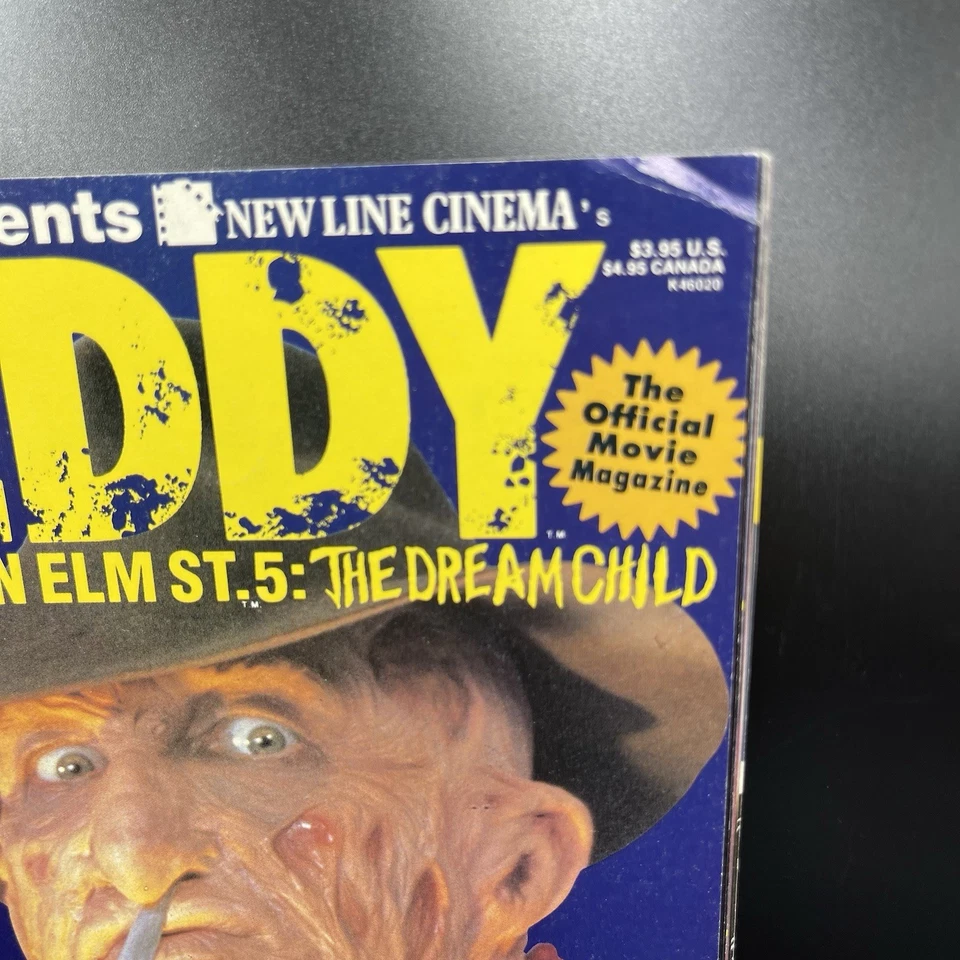 ents NEW LINE CINEMA's
$3.95 U.S.
$4.95 CANADA
K46020
DDY
The
Official
Movie
Magazine
T.M.
N ELM ST. 5: THE DREAM CHILD
T.M.